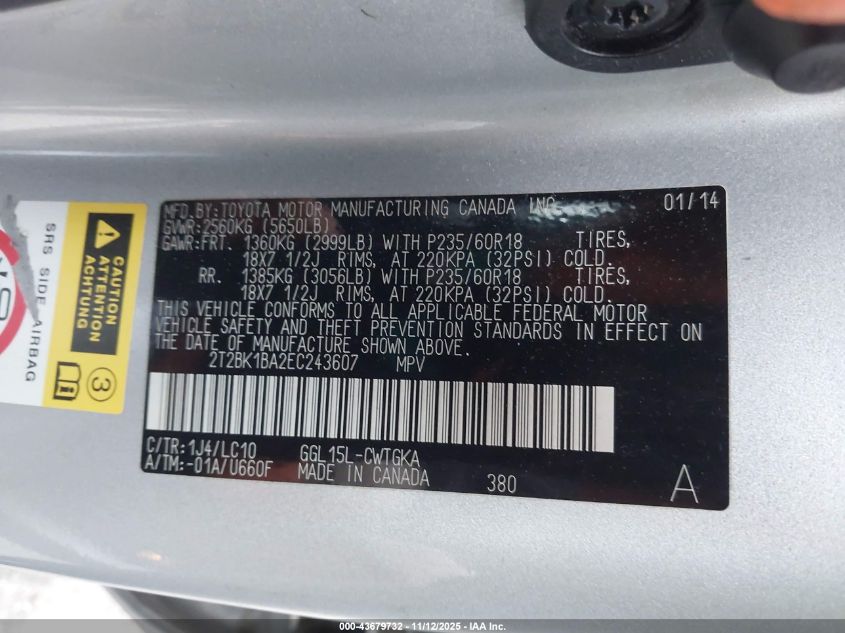 MFD. BY: TOYOTA MOTOR MANUFACTURING CANADA INC. 01/14
GVWR: 2560KG (5650LB)
GAWR: FRT. 1360KG (2999LB) WITH P235/60R18 TIRES,
18X7 1/2J RIMS, AT 220KPA (32PSI) COLD.
RR. 1385KG (3056LB) WITH P235/60R18 TIRES,
18X7 1/2J RIMS, AT 220KPA (32PSI) COLD.
THIS VEHICLE CONFORMS TO ALL APPLICABLE FEDERAL MOTOR
VEHICLE SAFETY AND THEFT PREVENTION STANDARDS IN EFFECT ON
THE DATE OF MANUFACTURE SHOWN ABOVE.
2T2BK1BA2EC243607 MPV
C/TR: 1J4/LC10 GGL15L-CWTGKA
A/TM: -01A/U660F MADE IN CANADA 380 A
SRS SIDE AIRBAG
CAUTION
ATTENTION
ACHTUNG
3
000-43679732 - 11/12/2025 - IAA Inc.